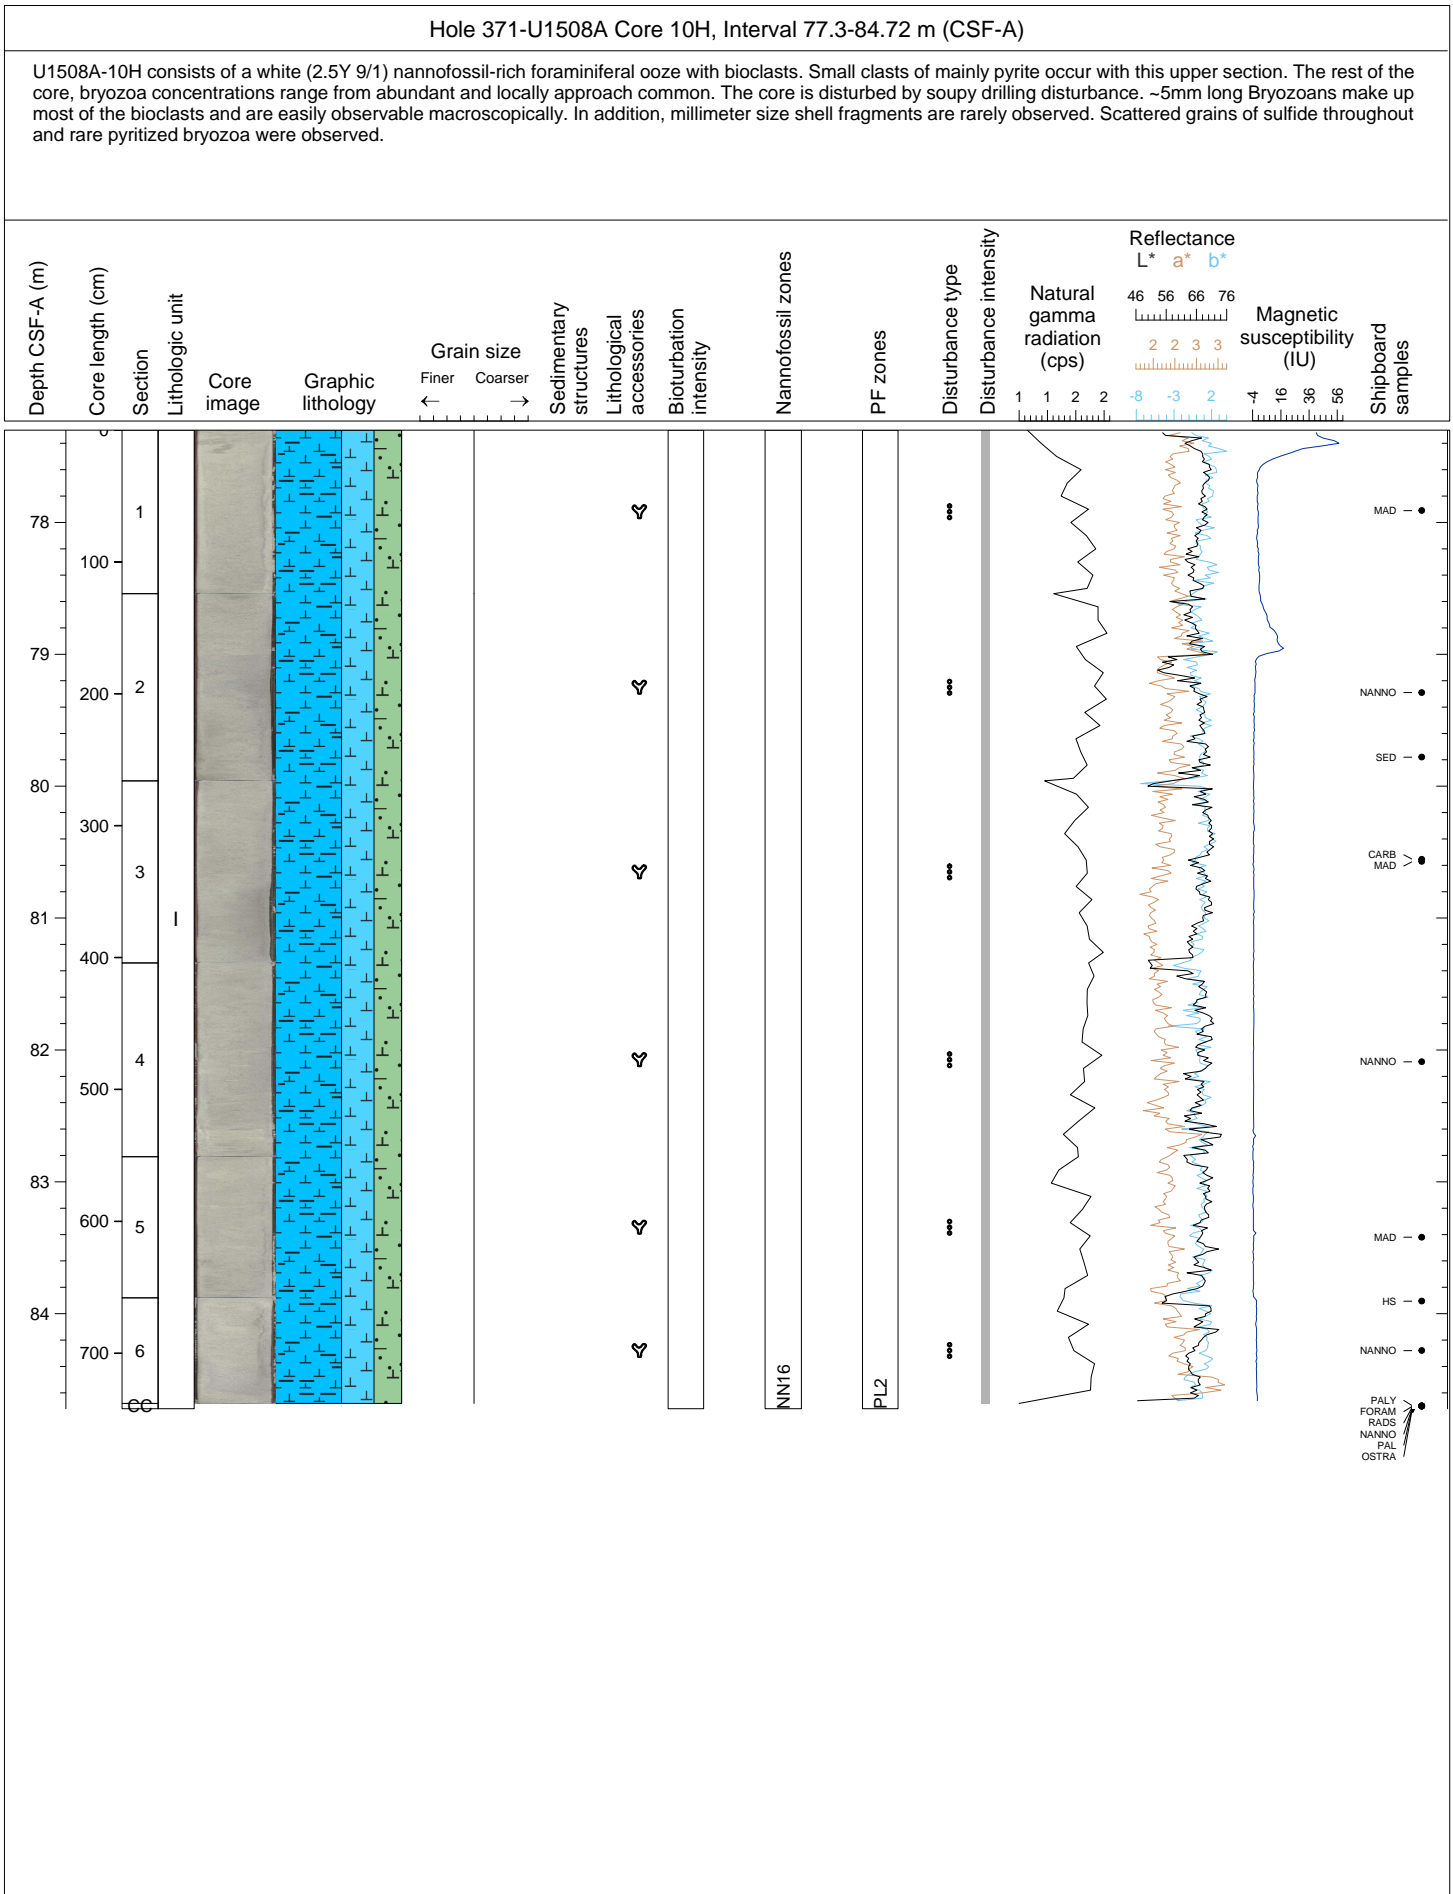 Hole 371-U1508A Core 10H, Interval 77.3-84.72 m (CSF-A)
U1508A-10H consists of a white (2.5Y 9/1) nannofossil-rich foraminiferal ooze with bioclasts. Small clasts of mainly pyrite occur with this upper section. The rest of the
core, bryozoa concentrations range from abundant and locally approach common. The core is disturbed by soupy drilling disturbance. ~5mm long Bryozoans make up
most of the bioclasts and are easily observable macroscopically. In addition, millimeter size shell fragments are rarely observed. Scattered grains of sulfide throughout
and rare pyritized bryozoa were observed.
Depth CSF-A (m)
Core length (cm)
Section
Lithologic unit
Core
image
Graphic
lithology
Grain size
Finer Coarser
← →
Sedimentary
structures
Lithological
accessories
Bioturbation
intensity
Nannofossil zones
PF zones
Disturbance type
Disturbance intensity
Natural
gamma
radiation
(cps)
1 1 2 2
Reflectance
L* a* b*
46 56 66 76
2 2 3 3
-8 -3 2
Magnetic
susceptibility
(IU)
-4 16 36 56
Shipboard
samples
0
1
78
MAD
100
79
2
200
NANNO
SED
80
300
3
CARB
MAD
81
I
400
82
4
NANNO
500
83
600
5
MAD
84
HS
700
6
NANNO
CC
NN16
PL2
PALY
FORAM
RADS
NANNO
PAL
OSTRA